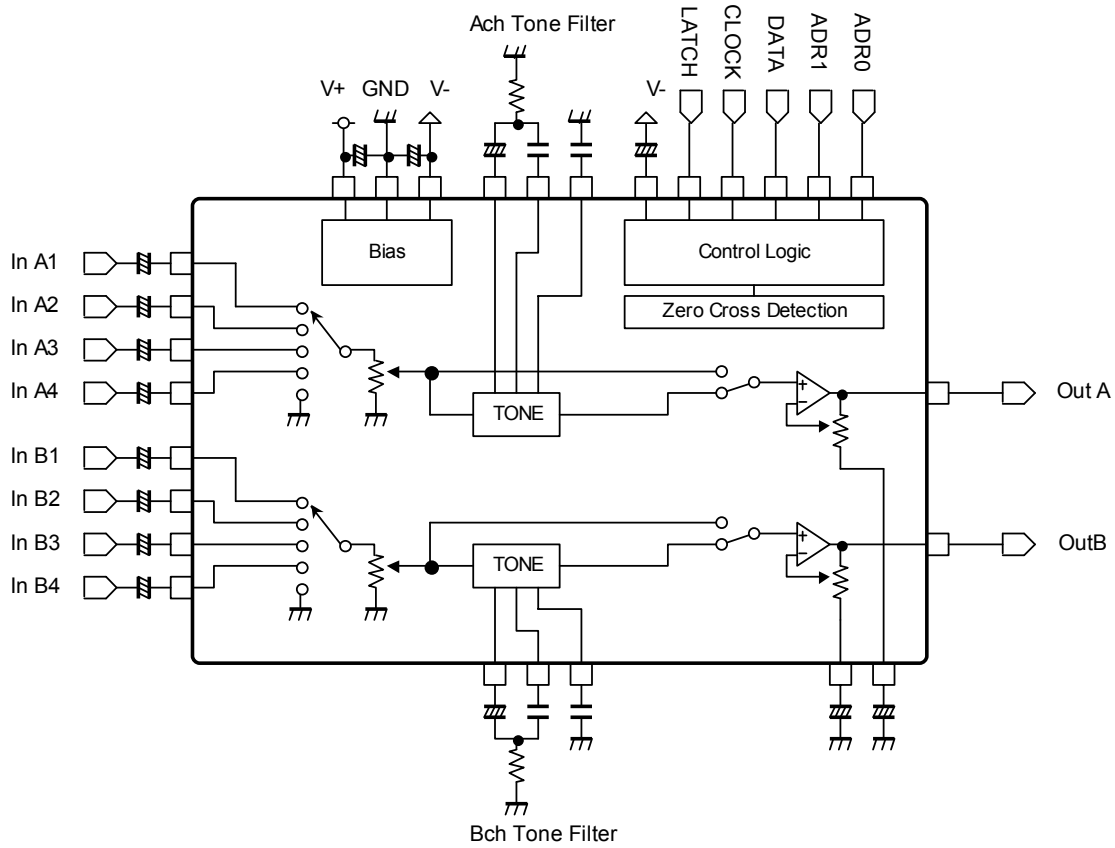 Ach Tone Filter
V+ GND V-
V-
LATCH
CLOCK
DATA
ADR1
ADR0
Bias
Control Logic
Zero Cross Detection
In A1
In A2
In A3
In A4
TONE
+
−
Out A
In B1
In B2
In B3
In B4
TONE
+
−
OutB
Bch Tone Filter